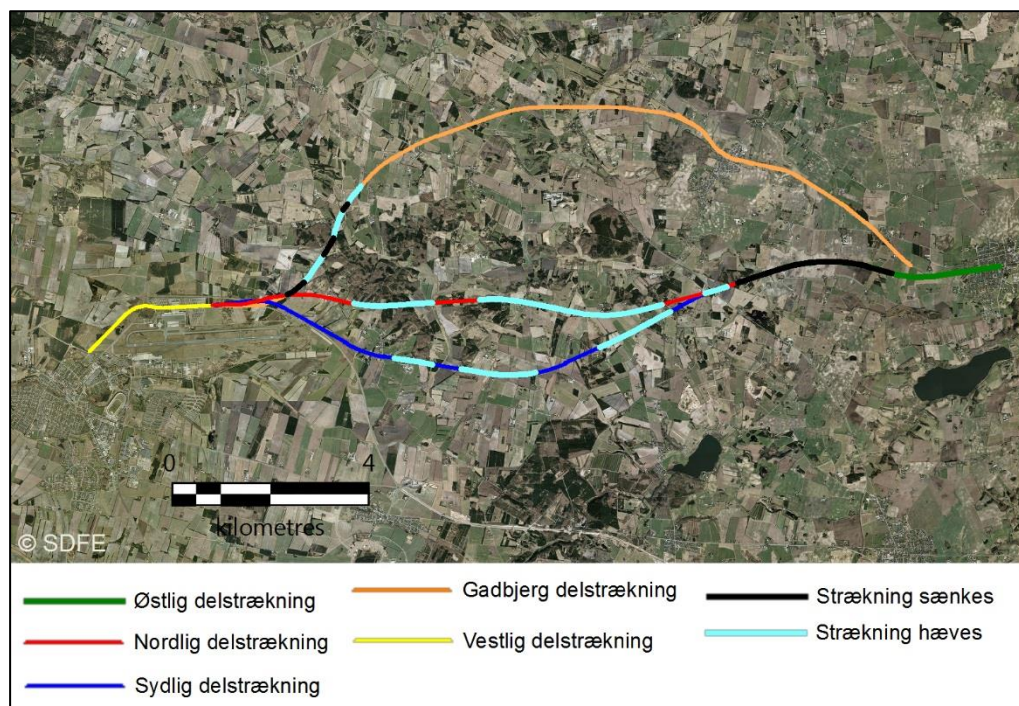 0 4
kilometres
© SDFE
Østlig delstrækning
Gadbjerg delstrækning
Strækning sænkes
Nordlig delstrækning
Vestlig delstrækning
Strækning hæves
Sydlig delstrækning